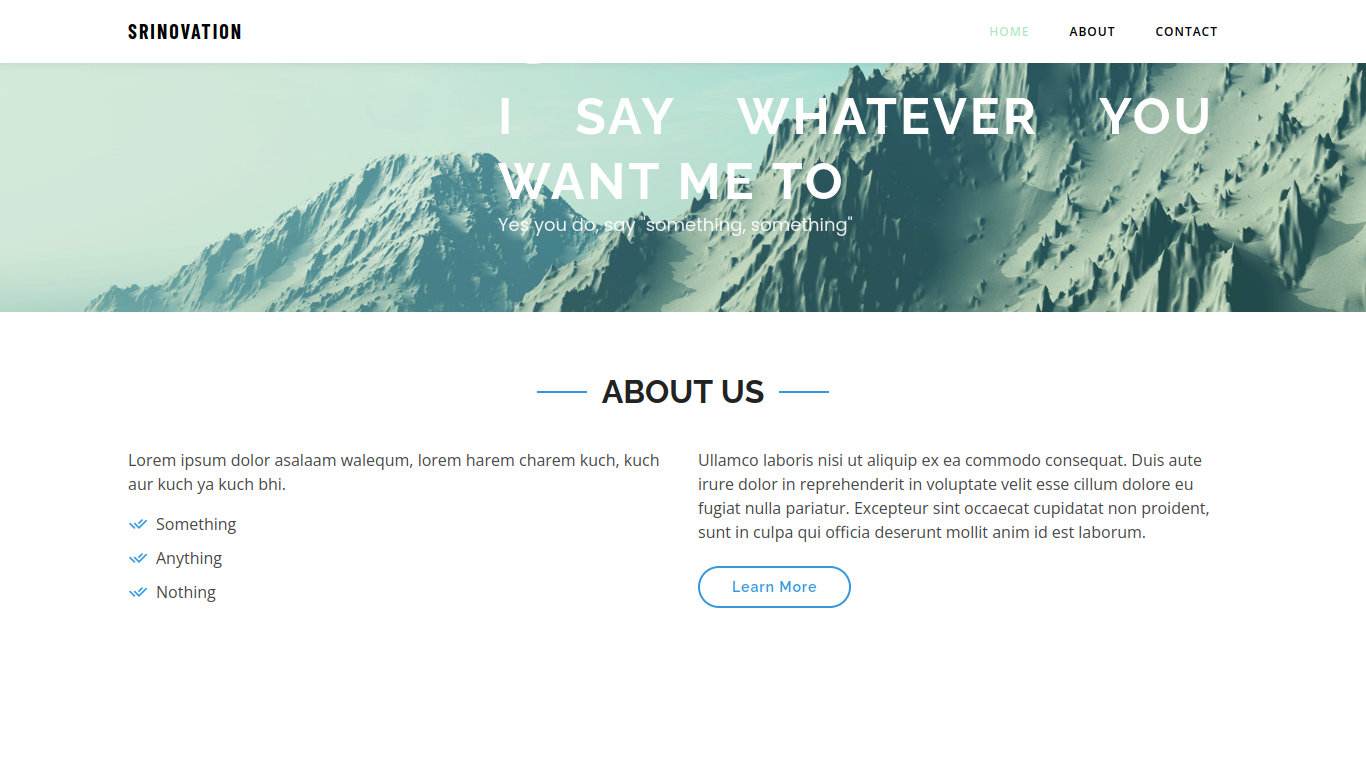 SRINOVATION
HOME ABOUT CONTACT
I SAY WHATEVER YOU
WANT ME TO
Yes you do, say "something, something"
ABOUT US
Lorem ipsum dolor asalaam walequm, lorem harem charem kuch, kuch
aur kuch ya kuch bhi.
Something
Anything
Nothing
Ullamco laboris nisi ut aliquip ex ea commodo consequat. Duis aute
irure dolor in reprehenderit in voluptate velit esse cillum dolore eu
fugiat nulla pariatur. Excepteur sint occaecat cupidatat non proident,
sunt in culpa qui officia deserunt mollit anim id est laborum.
Learn More